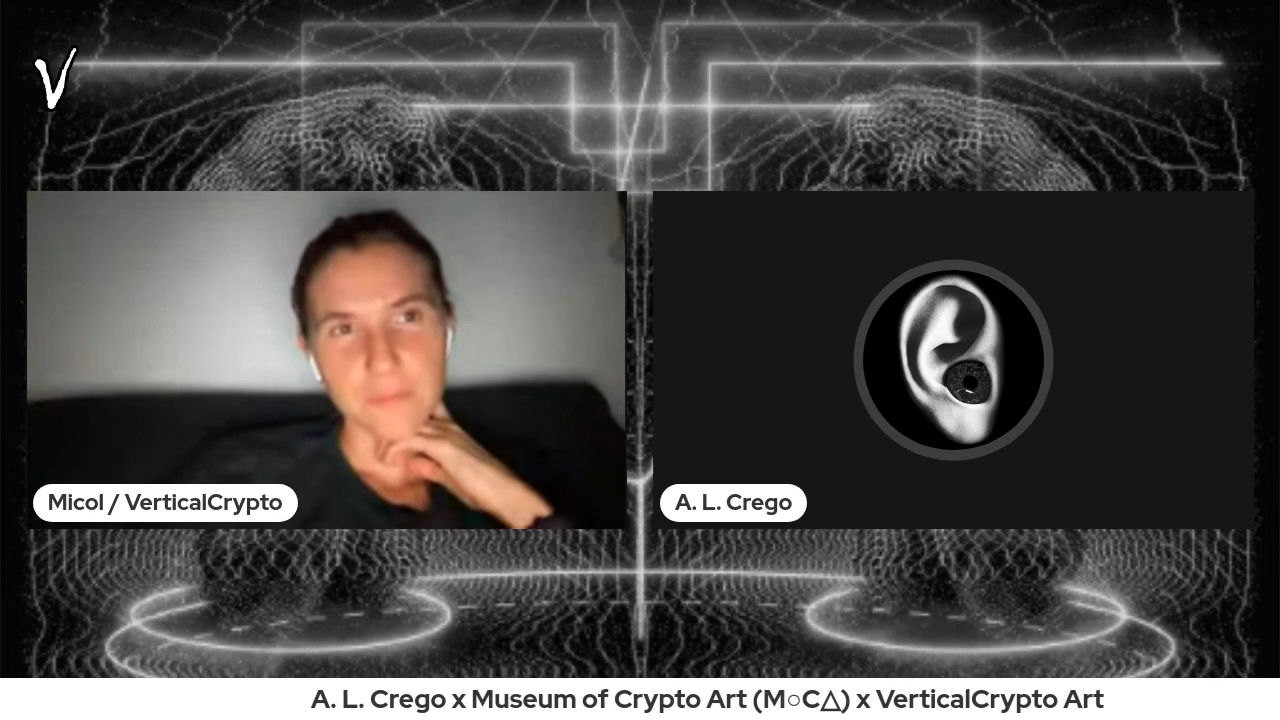 V
Micol / VerticalCrypto
A. L. Crego
A. L. Crego x Museum of Crypto Art (M○C△) x VerticalCrypto Art